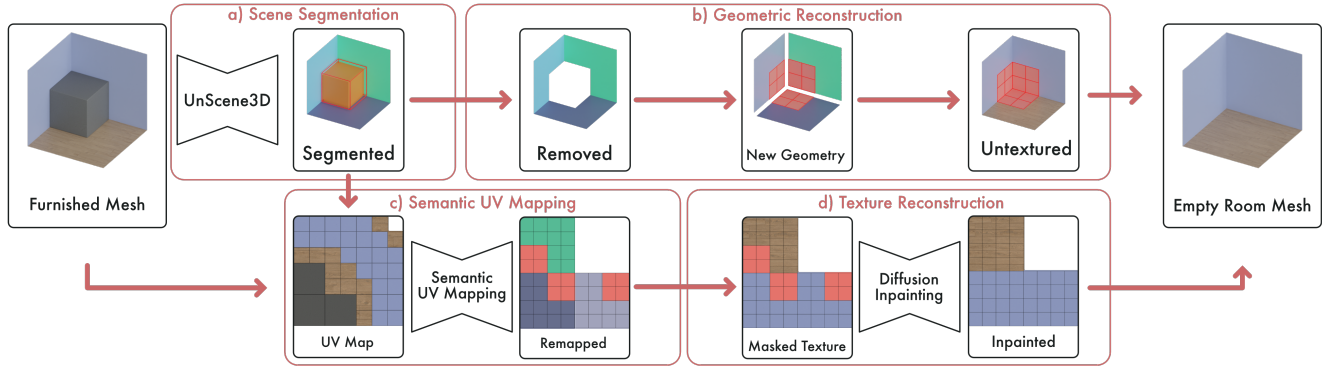 a) Scene Segmentation
b) Geometric Reconstruction
UnScene3D
Segmented
Removed
New Geometry
Untextured
Furnished Mesh
Empty Room Mesh
c) Semantic UV Mapping
d) Texture Reconstruction
Semantic
UV Mapping
Diffusion
Inpainting
UV Map
Remapped
Masked Texture
Inpainted